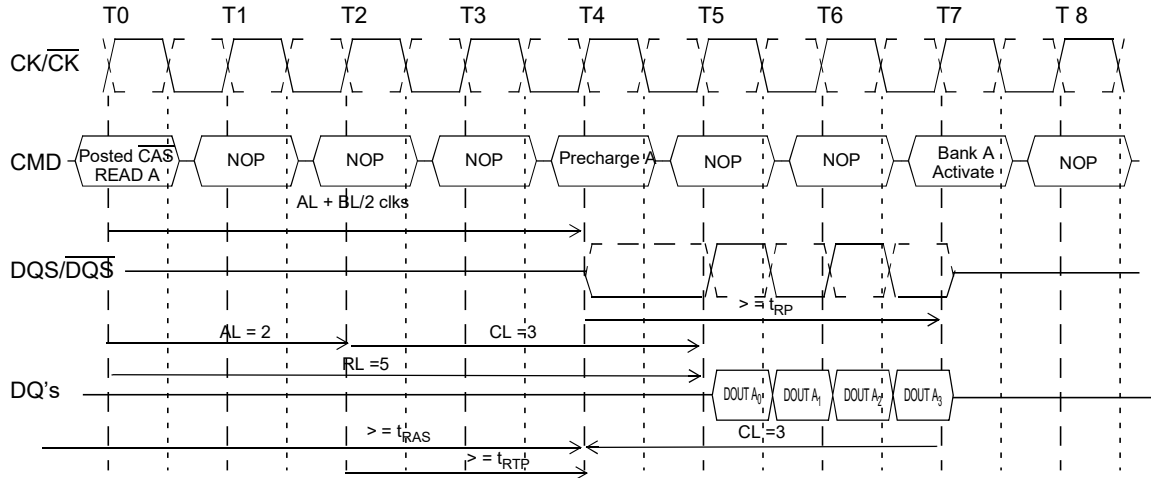 T0 T1 T2 T3 T4 T5 T6 T7 T 8
CK/CK
CMD
Posted CAS
READ A
NOP
NOP
NOP
Precharge A
NOP
NOP
Bank A
Activate
NOP
AL + BL/2 clks
DQS/DQS
> = tRP
AL = 2
CL =3
RL =5
DQ's
DOUT A0
DOUT A1
DOUT A2
DOUT A3
> = tRAS
CL =3
> = tRTP